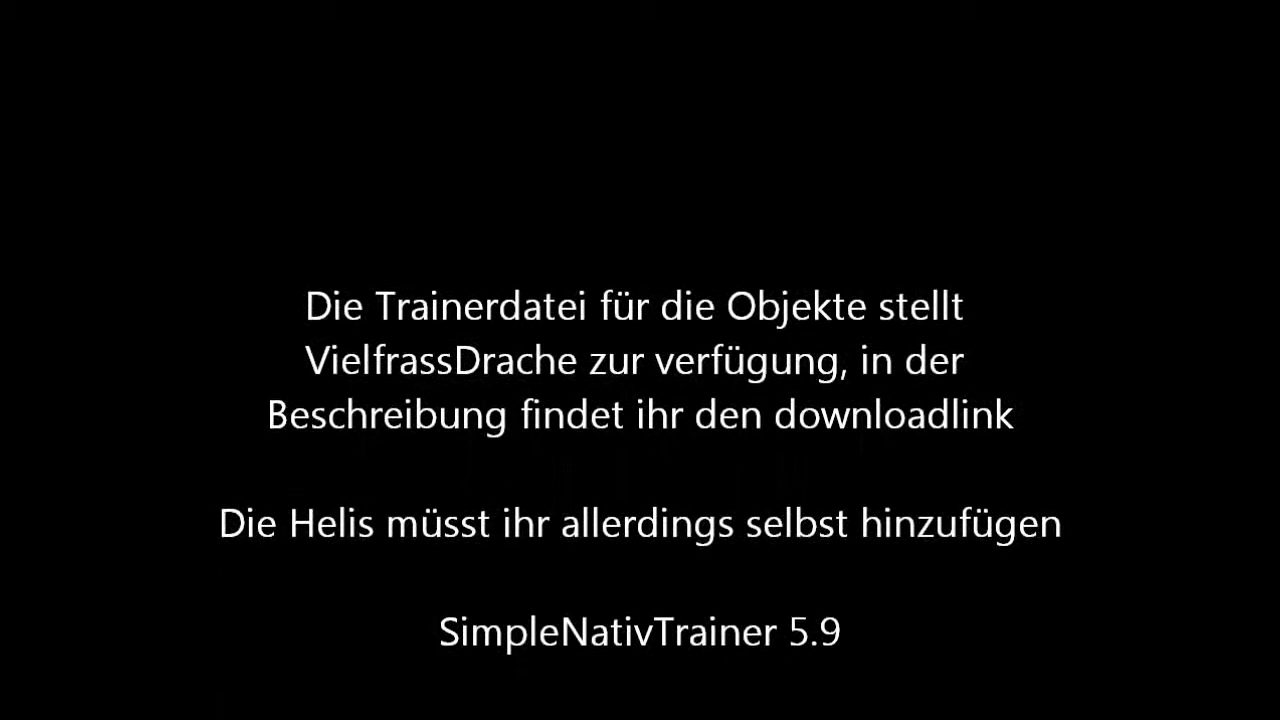 Die Trainerdatei für die Objekte stellt
VielfrassDrache zur verfügung, in der
Beschreibung findet ihr den downloadlink
Die Helis müsst ihr allerdings selbst hinzufügen
SimpleNativTrainer 5.9